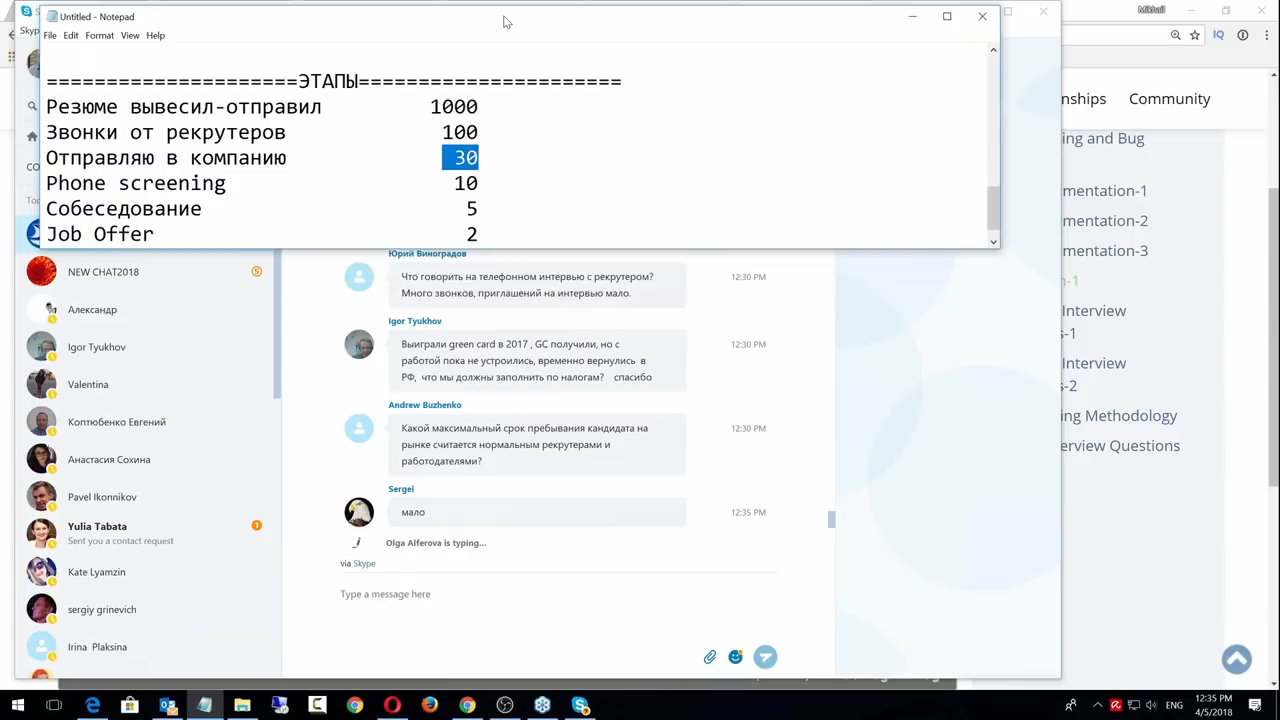 Untitled - Notepad
File Edit Format View Help
=====================ЭТАПЫ======================
Резюме вывесил-отправил 1000
Звонки от рекрутеров 100
Отправляю в компанию 30
Phone screening 10
Собеседование 5
Job Offer 2
Mikhail
IQ
Community
NEW CHAT2018
Александр
Igor Tyukhov
Valentina
Коптюбенко Евгений
Анастасия Сохина
Pavel Ikonnikov
Yulia Tabata 1
Sent you a contact request
Kate Lyamzin
sergiy grinevich
Irina Plaksina
Юрий Виноградов
Что говорить на телефонном интервью с рекрутером? 12:30 PM
Много звонков, приглашений на интервью мало.
Igor Tyukhov
Выиграли green card в 2017 , GC получили, но с 12:30 PM
работой пока не устроились, временно вернулись в
РФ, что мы должны заполнить по налогам? спасибо
Andrew Buzhenko
Какой максимальный срок пребывания кандидата на 12:30 PM
рынке считается нормальным рекрутерами и
работодателями?
Sergei
мало 12:35 PM
Olga Alferova is typing...
via Skype
Type a message here
ing and Bug
mentation-1
mentation-2
mentation-3
n-1
Interview
s-1
Interview
s-2
ing Methodology
erview Questions
ENG
12:35 PM
4/5/2018